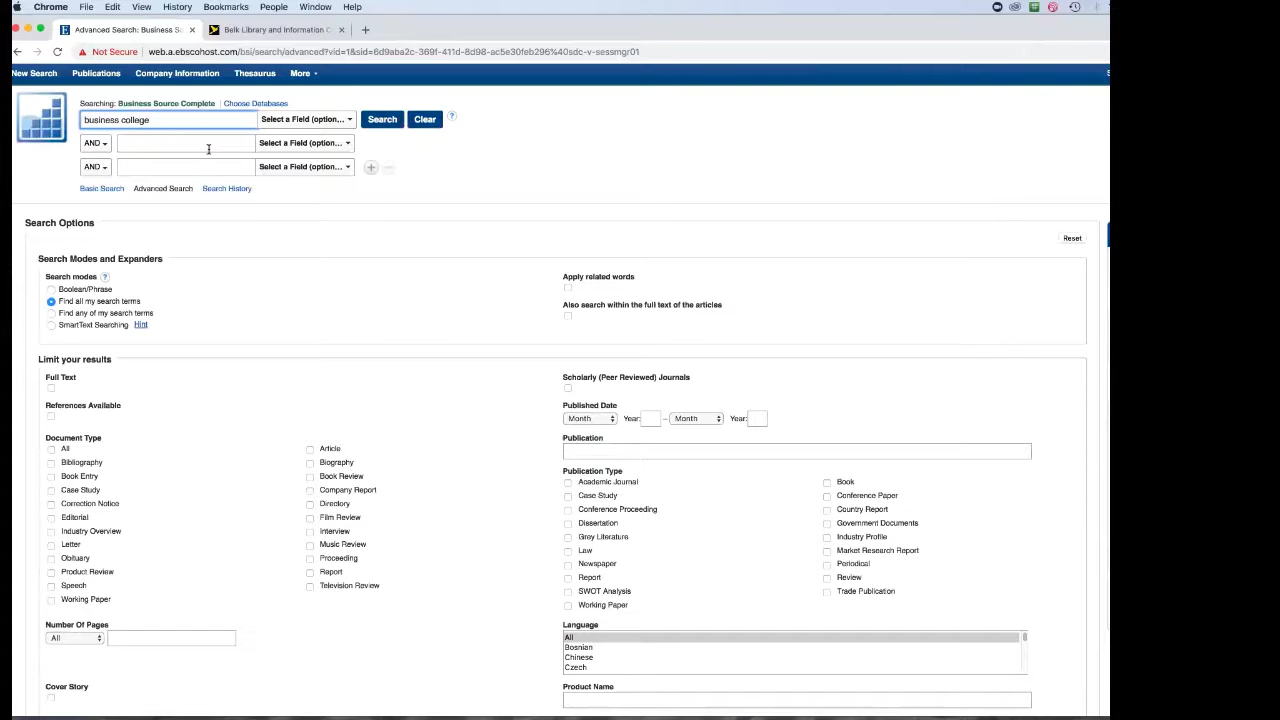 Chrome File Edit View History Bookmarks People Window Help
Advanced Search: Business So × Belk Library and Information C ×
Not Secure web.a.ebscohost.com/bsi/search/advanced?vid=1&sid=6d9aba2c-369f-411d-8d98-ac5e30feb296%40sdc-v-sessmgr01
New Search Publications Company Information Thesaurus More
Searching: Business Source Complete Choose Databases
business college Select a Field (option... Search Clear ?
AND Select a Field (option...
AND Select a Field (option...
Basic Search Advanced Search Search History
Search Options
Reset
Search Modes and Expanders
Search modes ? Apply related words
Boolean/Phrase
Find all my search terms Also search within the full text of the articles
Find any of my search terms
SmartText Searching Hint
Limit your results
Full Text Scholarly (Peer Reviewed) Journals
References Available Published Date
Month Year: – Month Year:
Document Type Publication
All Article
Bibliography Biography Publication Type
Book Entry Book Review Academic Journal Book
Case Study Company Report Case Study Conference Paper
Correction Notice Directory Conference Proceeding Country Report
Editorial Film Review Dissertation Government Documents
Industry Overview Interview Grey Literature Industry Profile
Letter Music Review Law Market Research Report
Obituary Proceeding Newspaper Periodical
Product Review Report Report Review
Speech Television Review SWOT Analysis Trade Publication
Working Paper Working Paper
Number Of Pages Language
All All
Bosnian
Chinese
Czech
Cover Story Product Name